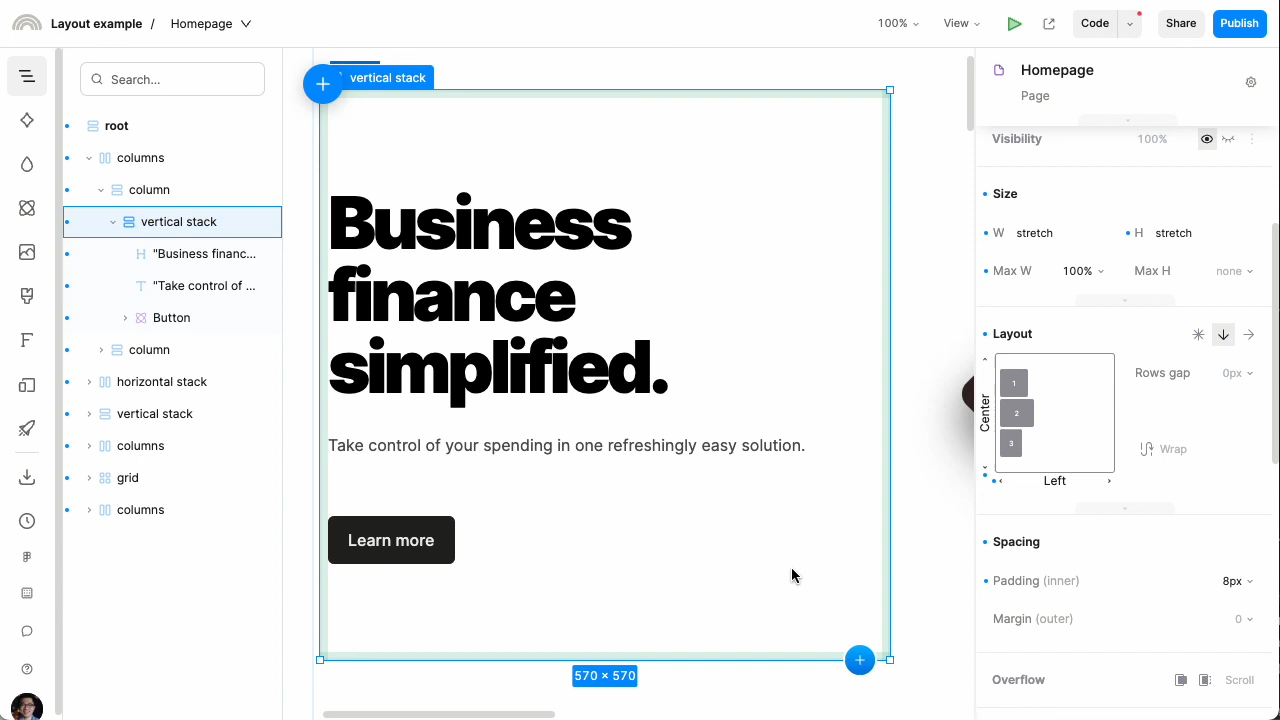 Layout example / Homepage
100% View Code Share Publish
Search...
root
columns
column
vertical stack
"Business financ...
"Take control of ...
Button
column
horizontal stack
vertical stack
columns
grid
columns
vertical stack
Business
finance
simplified.
Take control of your spending in one refreshingly easy solution.
Learn more
570 × 570
Homepage
Page
Visibility 100%
Size
W stretch H stretch
Max W 100% Max H none
Layout
1
2
3
Center
Left
Rows gap 0px
Wrap
Spacing
Padding (inner) 8px
Margin (outer) 0
Overflow Scroll